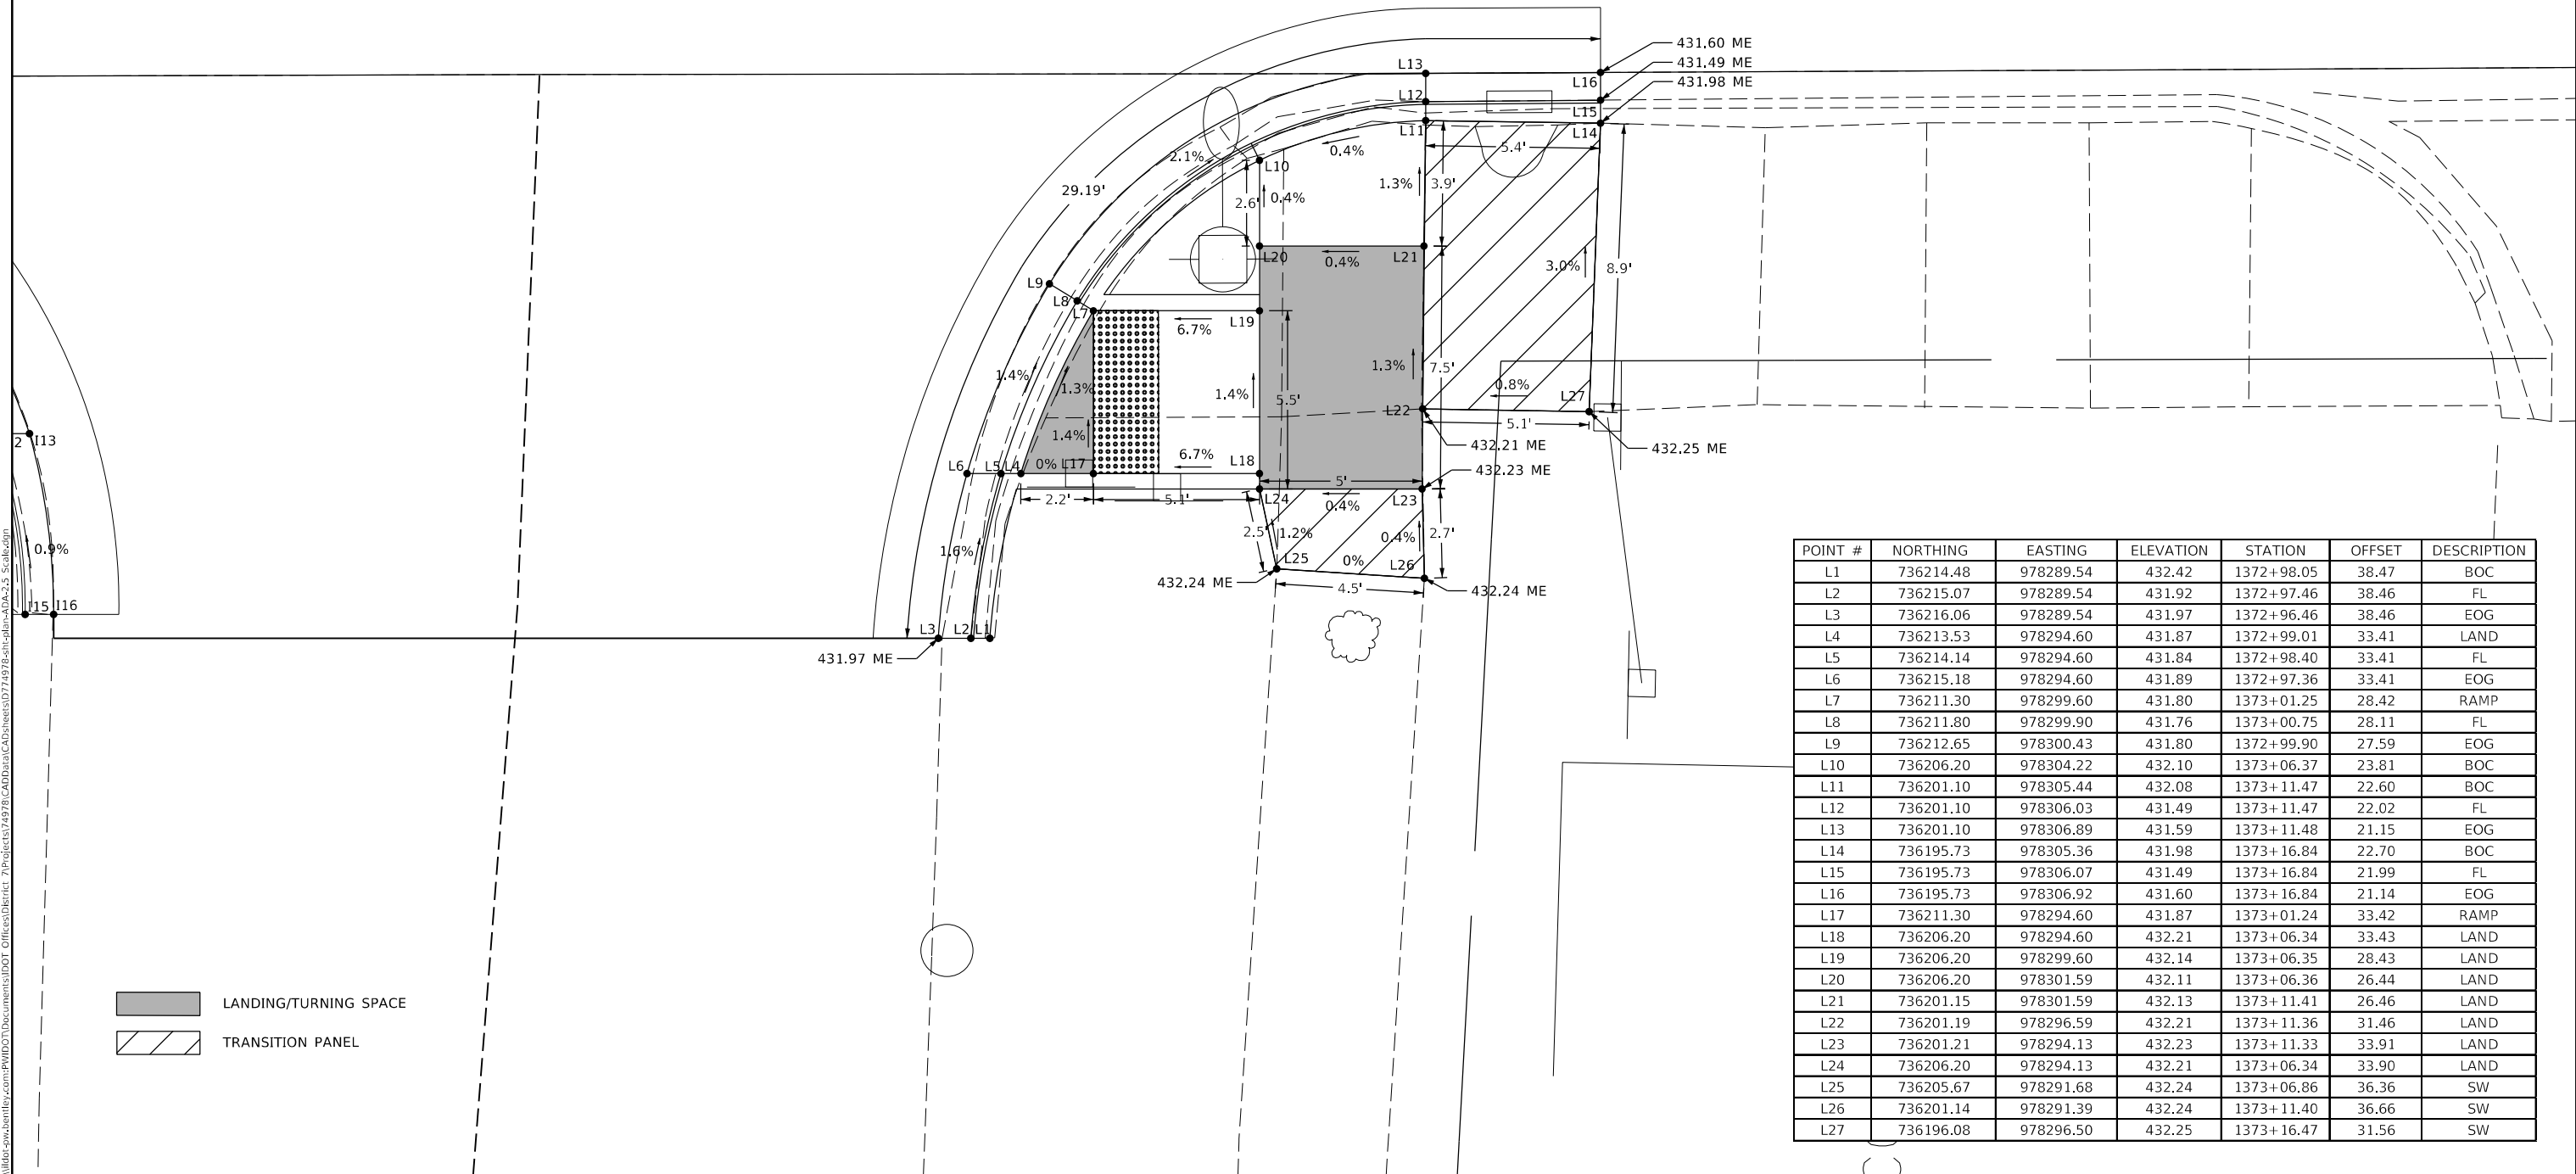 431.60 ME
431.49 ME
431.98 ME
L13
L16
L12
L15
L11
L14
5.4'
0.4%
2.1%
L10
29.19'
1.3%
3.9'
0.4%
2.6'
L20
0.4%
L21
3.0%
8.9'
L9
L8
L7
L19
6.7%
1.4%
1.3%
1.3%
7.5'
0.8%
L27
1.4%
5.5'
L22
5.1'
2
I13
1.4%
432.21 ME
432.25 ME
L6
L5
L4
0%
L17
6.7%
L18
432.23 ME
5'
2.2'
5.1'
L24
0.4%
L23
2.5'
1.2%
0.4%
2.7'
0.9%
1.6%
L25
0%
L26
432.24 ME
4.5'
432.24 ME
I15
I16
L3
L2
L1
431.97 ME
LANDING/TURNING SPACE
TRANSITION PANEL
POINT # NORTHING EASTING ELEVATION STATION OFFSET DESCRIPTION
L1 736214.48 978289.54 432.42 1372+98.05 38.47 BOC
L2 736215.07 978289.54 431.92 1372+97.46 38.46 FL
L3 736216.06 978289.54 431.97 1372+96.46 38.46 EOG
L4 736213.53 978294.60 431.87 1372+99.01 33.41 LAND
L5 736214.14 978294.60 431.84 1372+98.40 33.41 FL
L6 736215.18 978294.60 431.89 1372+97.36 33.41 EOG
L7 736211.30 978299.60 431.80 1373+01.25 28.42 RAMP
L8 736211.80 978299.90 431.76 1373+00.75 28.11 FL
L9 736212.65 978300.43 431.80 1372+99.90 27.59 EOG
L10 736206.20 978304.22 432.10 1373+06.37 23.81 BOC
L11 736201.10 978305.44 432.08 1373+11.47 22.60 BOC
L12 736201.10 978306.03 431.49 1373+11.47 22.02 FL
L13 736201.10 978306.89 431.59 1373+11.48 21.15 EOG
L14 736195.73 978305.36 431.98 1373+16.84 22.70 BOC
L15 736195.73 978306.07 431.49 1373+16.84 21.99 FL
L16 736195.73 978306.92 431.60 1373+16.84 21.14 EOG
L17 736211.30 978294.60 431.87 1373+01.24 33.42 RAMP
L18 736206.20 978294.60 432.21 1373+06.34 33.43 LAND
L19 736206.20 978299.60 432.14 1373+06.35 28.43 LAND
L20 736206.20 978301.59 432.11 1373+06.36 26.44 LAND
L21 736201.15 978301.59 432.13 1373+11.41 26.46 LAND
L22 736201.19 978296.59 432.21 1373+11.36 31.46 LAND
L23 736201.21 978294.13 432.23 1373+11.33 33.91 LAND
L24 736206.20 978294.13 432.21 1373+06.34 33.90 LAND
L25 736205.67 978291.68 432.24 1373+06.86 36.36 SW
L26 736201.14 978291.39 432.24 1373+11.40 36.66 SW
L27 736196.08 978296.50 432.25 1373+16.47 31.56 SW
\ildot-pw.bentley.com:PWIDOT\Documents\IDOT Offices\District 7\Projects\74978\CADData\CADsheets\D774978-sht-plan-ADA-2.5 Scale.dgn